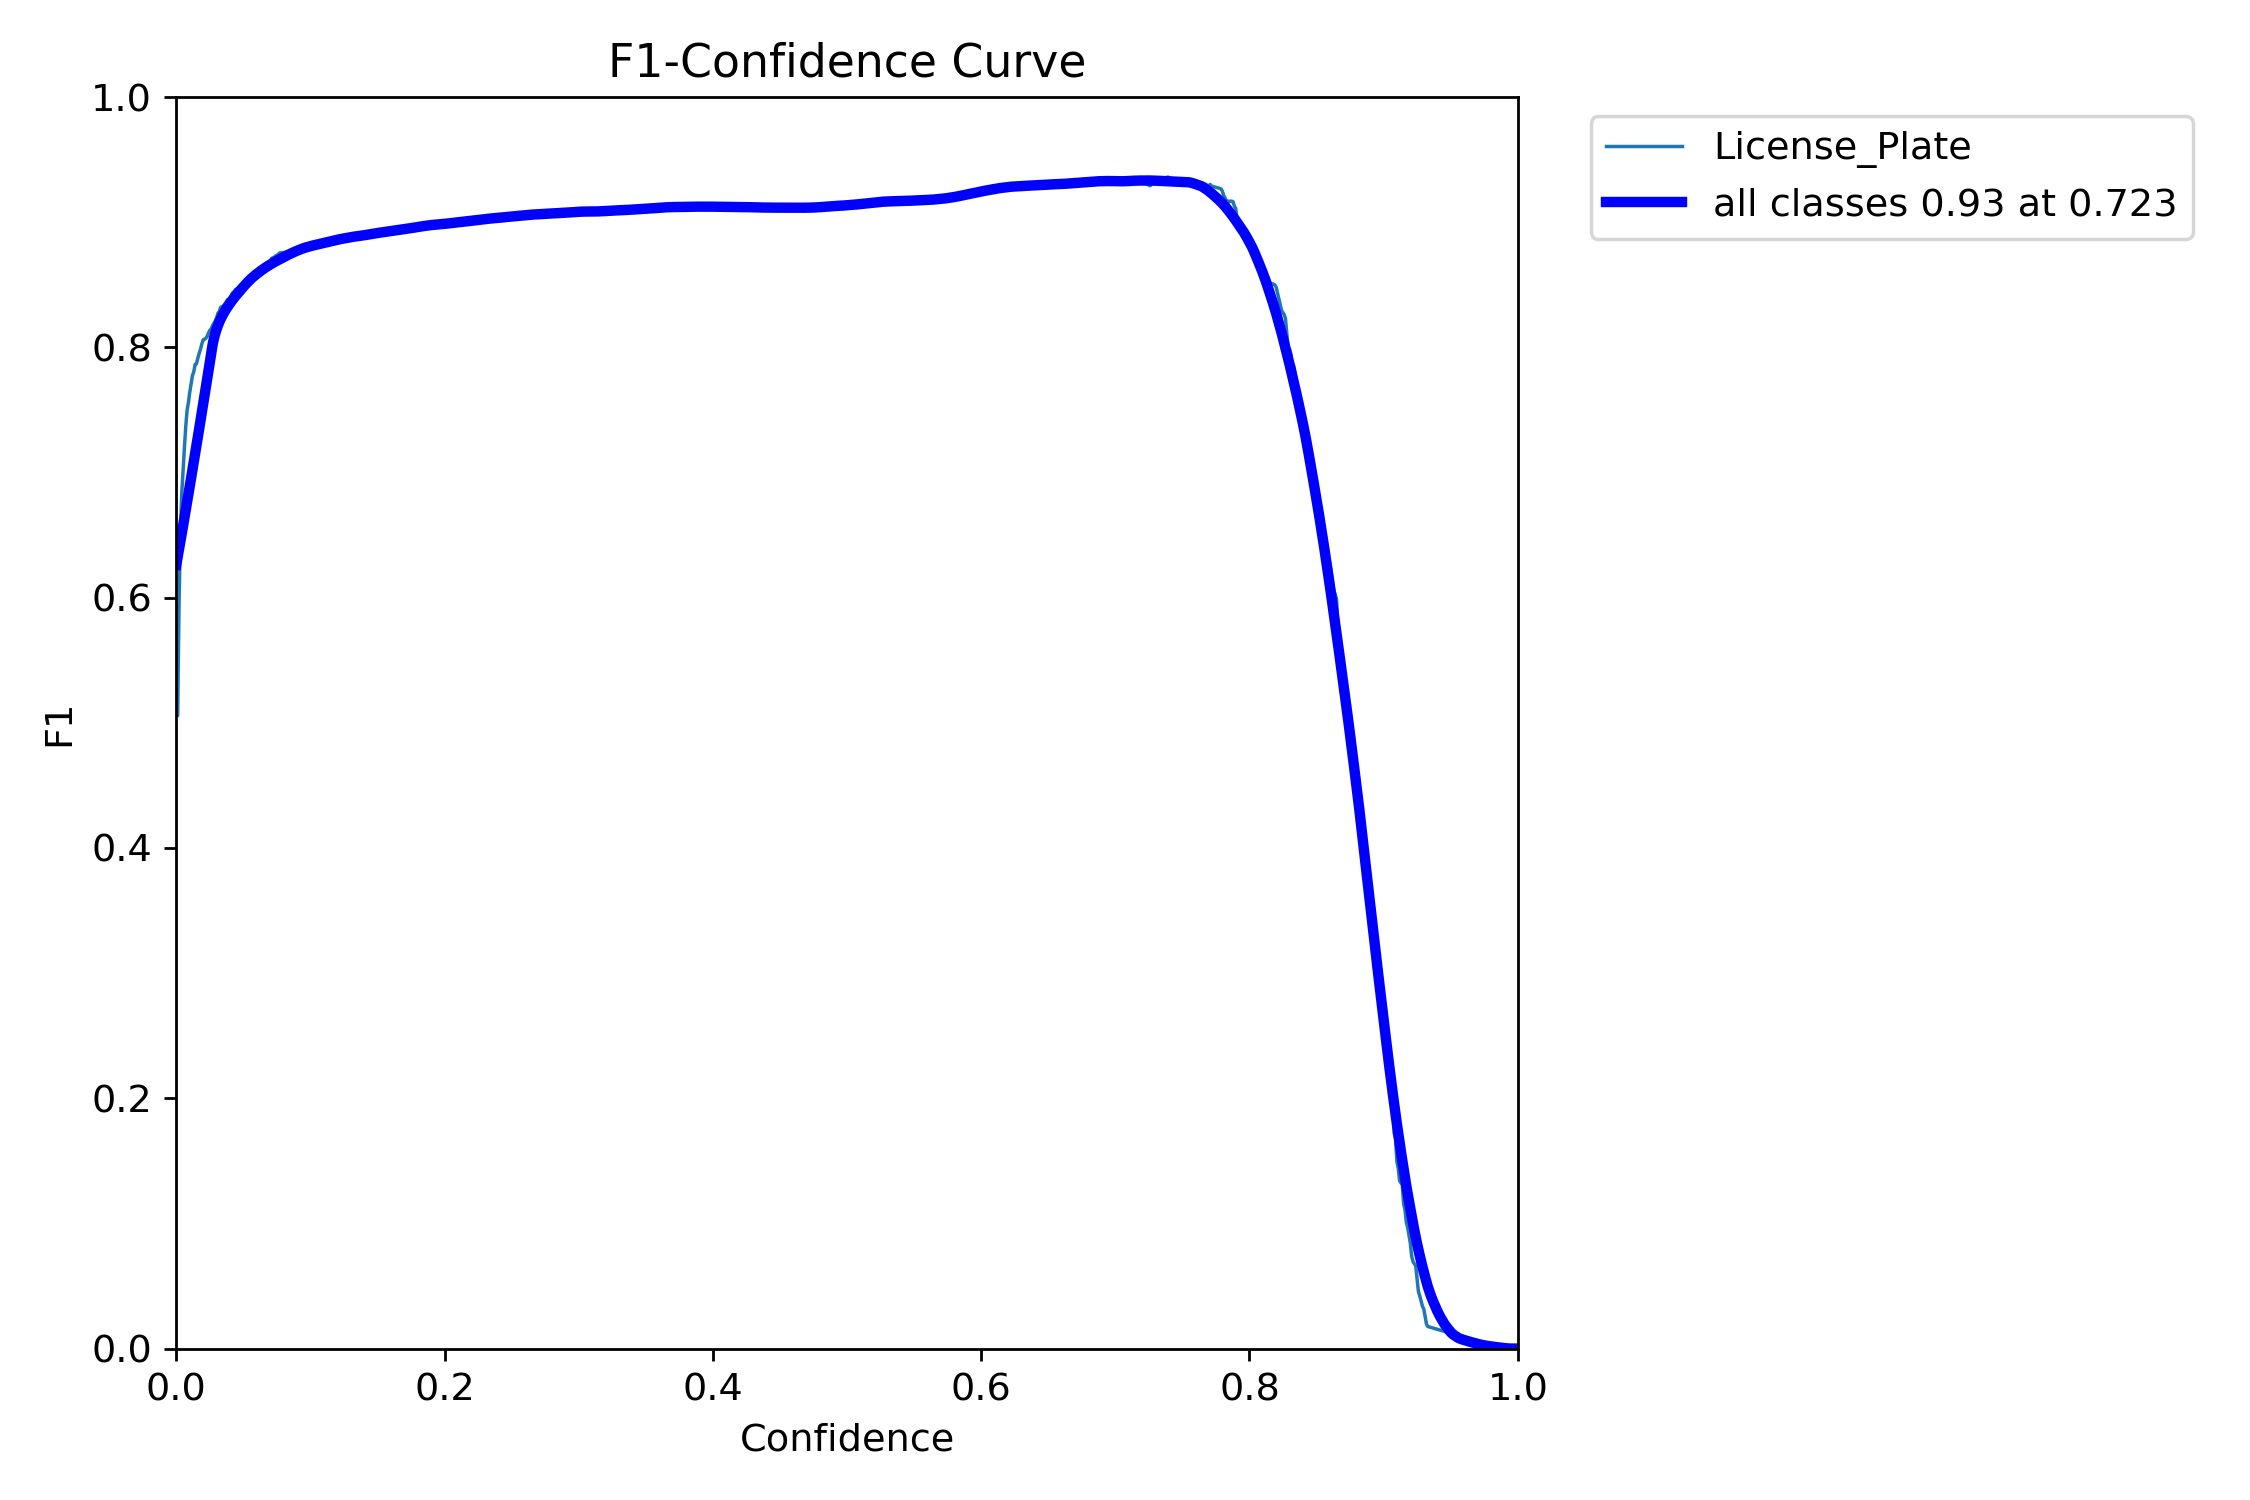 F1-Confidence Curve
1.0
0.8
0.6
0.4
0.2
0.0
F1
0.0 0.2 0.4 0.6 0.8 1.0
Confidence
License_Plate
all classes 0.93 at 0.723